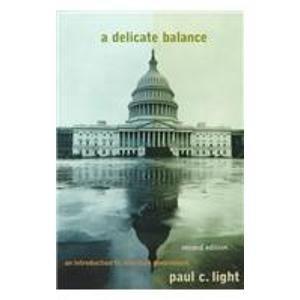 a delicate balance
second edition
an introduction to american government
paul c. light